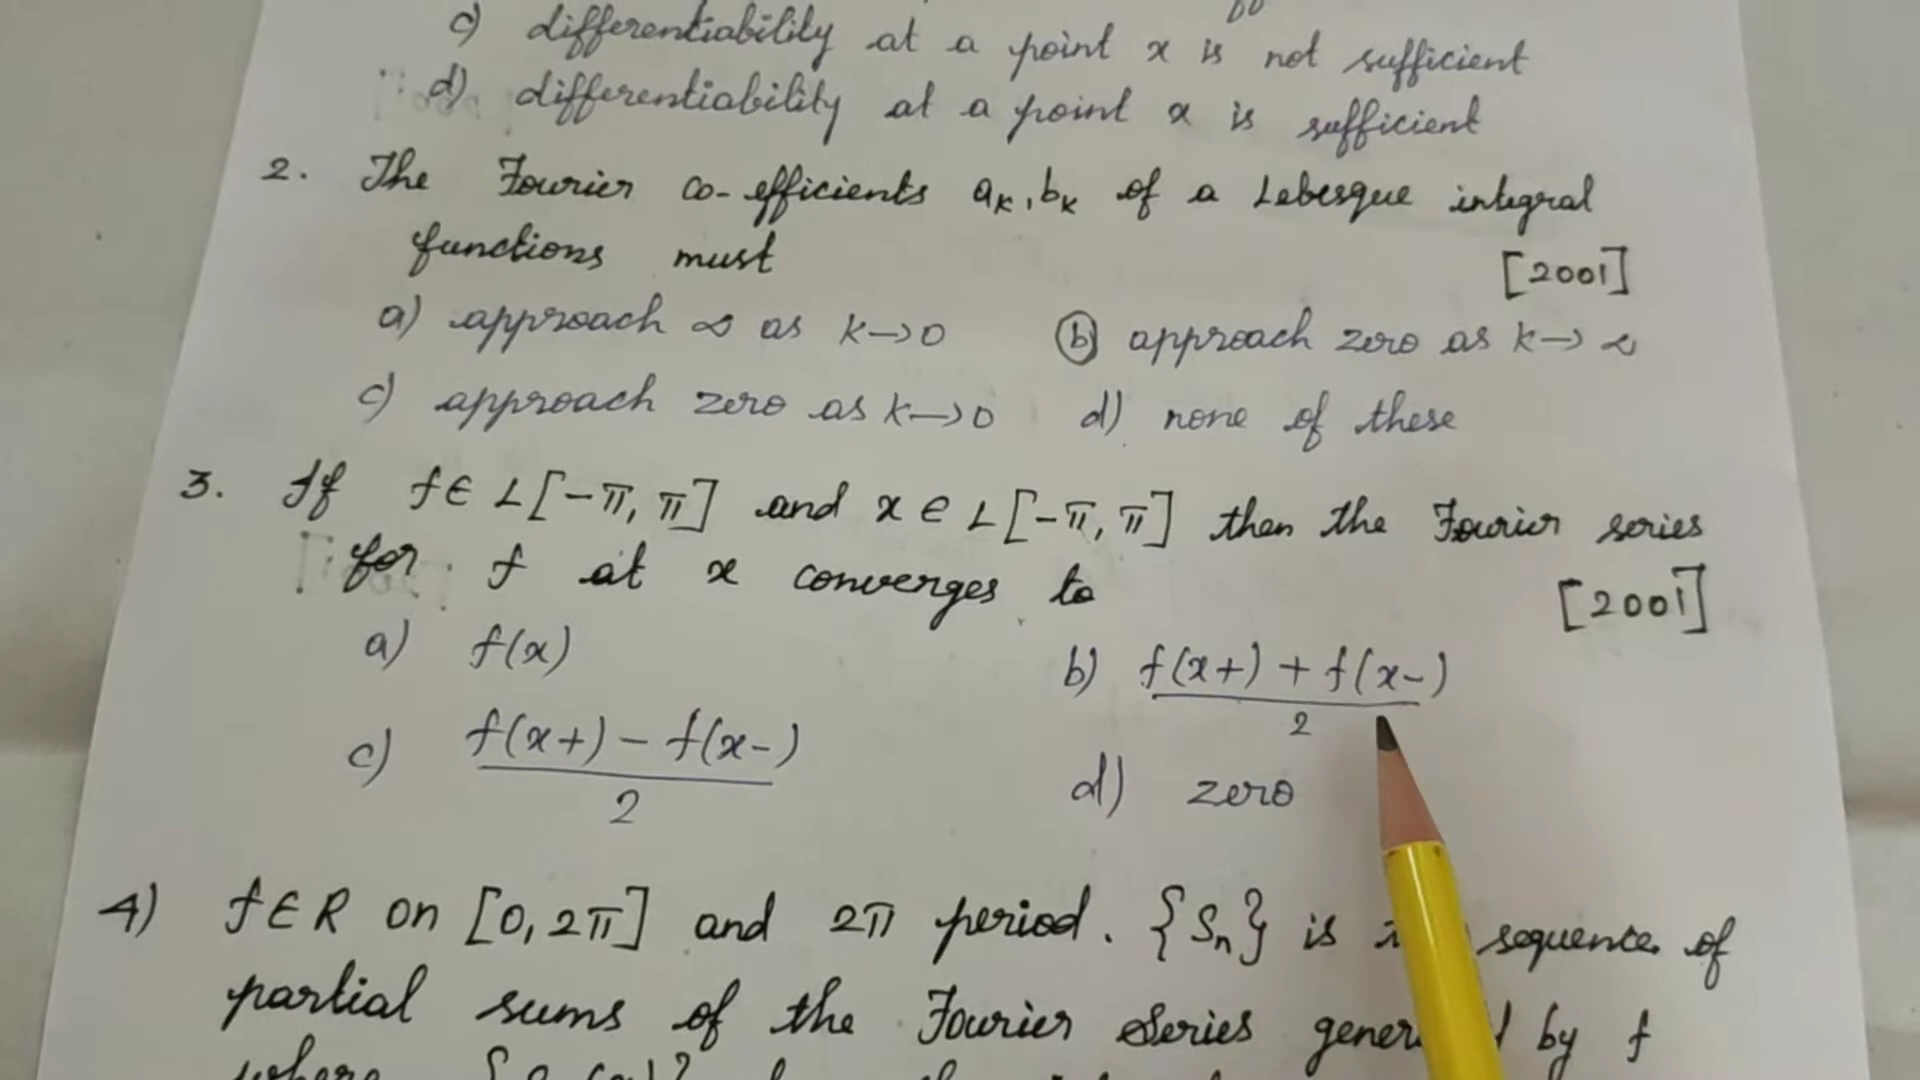 c) differentiability at a point x is not sufficient
d) differentiability at a point x is sufficient
2. The Fourier co-efficients aₖ, bₖ of a Lebesque integral
functions must [2001]
a) approach ∞ as k→0 b) approach zero as k→∞
c) approach zero as k→0 d) none of these
3. If f∈ L[-π, π] and x∈L[-π, π] then the Fourier series
for f at x converges to [2001]
a) f(x) b) f(x+) + f(x-) / 2
c) f(x+) - f(x-) / 2 d) zero
4) f∈R on [0, 2π] and 2π period. {Sₙ} is sequence of
partial sums of the Fourier Series by f
where